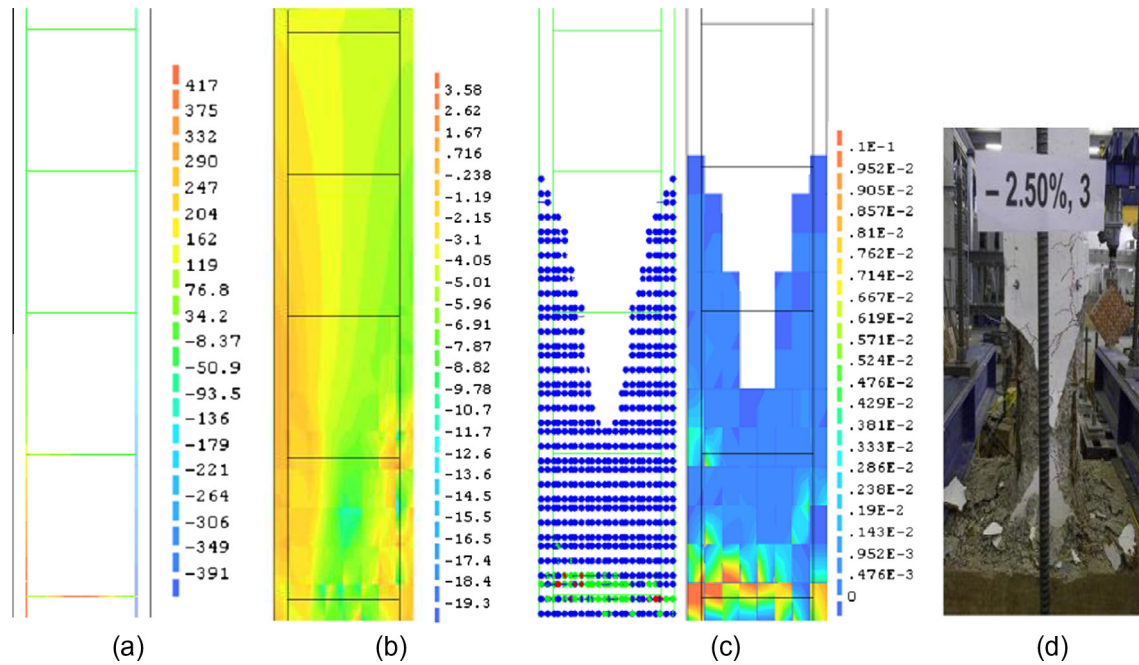 417
375
332
290
247
204
162
119
76.8
34.2
-8.37
-50.9
-93.5
-136
-179
-221
-264
-306
-349
-391
(a)
3.58
2.62
1.67
.716
-.238
-1.19
-2.15
-3.1
-4.05
-5.01
-5.96
-6.91
-7.87
-8.82
-9.78
-10.7
-11.7
-12.6
-13.6
-14.5
-15.5
-16.5
-17.4
-18.4
-19.3
(b)
.1E-1
.952E-2
.905E-2
.857E-2
.81E-2
.762E-2
.714E-2
.667E-2
.619E-2
.571E-2
.524E-2
.476E-2
.429E-2
.381E-2
.333E-2
.286E-2
.238E-2
.19E-2
.143E-2
.952E-3
.476E-3
0
(c)
– 2.50%, 3
(d)